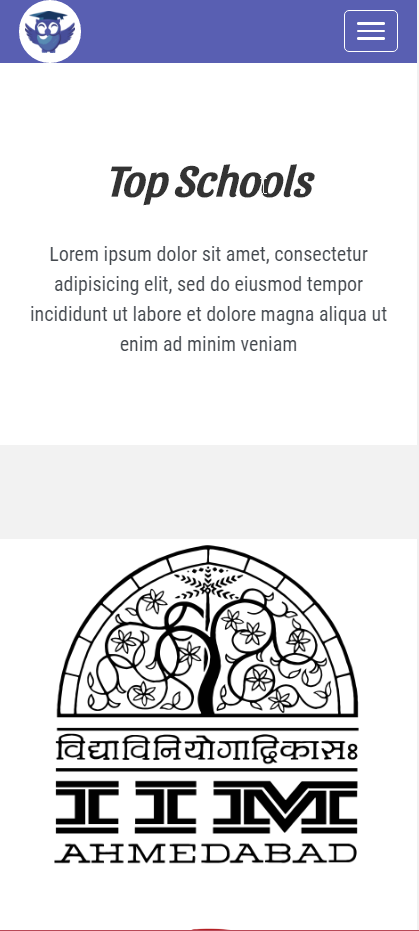 Top Schools
Lorem ipsum dolor sit amet, consectetur
adipisicing elit, sed do eiusmod tempor
incididunt ut labore et dolore magna aliqua ut
enim ad minim veniam
विद्याविनियोगाद्विकासः
IIM
AHMEDABAD